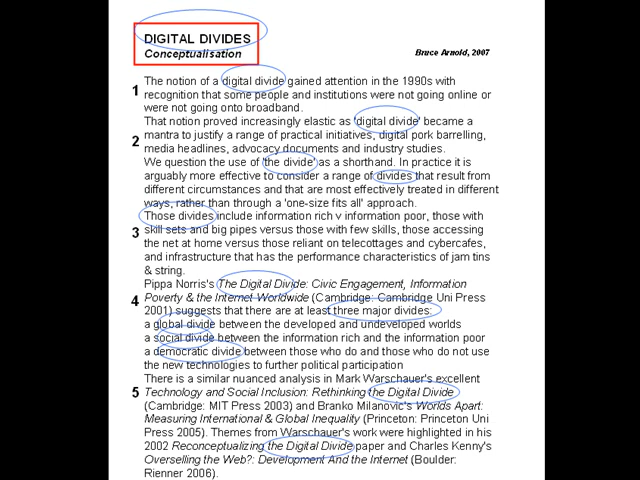 DIGITAL DIVIDES
Conceptualisation
Bruce Arnold, 2007
The notion of a digital divide gained attention in the 1990s with
1 recognition that some people and institutions were not going online or
were not going onto broadband.
That notion proved increasingly elastic as 'digital divide' became a
2 mantra to justify a range of practical initiatives, digital pork barrelling,
media headlines, advocacy documents and industry studies.
We question the use of 'the divide' as a shorthand. In practice it is
arguably more effective to consider a range of divides that result from
different circumstances and that are most effectively treated in different
ways, rather than through a 'one-size fits all' approach.
Those divides include information rich v information poor, those with
3 skill sets and big pipes versus those with few skills, those accessing
the net at home versus those reliant on telecottages and cybercafes,
and infrastructure that has the performance characteristics of jam tins
& string.
Pippa Norris's The Digital Divide: Civic Engagement, Information
4 Poverty & the Internet Worldwide (Cambridge: Cambridge Uni Press
2001) suggests that there are at least three major divides:
a global divide between the developed and undeveloped worlds
a social divide between the information rich and the information poor
a democratic divide between those who do and those who do not use
the new technologies to further political participation
There is a similar nuanced analysis in Mark Warschauer's excellent
5 Technology and Social Inclusion: Rethinking the Digital Divide
(Cambridge: MIT Press 2003) and Branko Milanovic's Worlds Apart:
Measuring International & Global Inequality (Princeton: Princeton Uni
Press 2005). Themes from Warschauer's work were highlighted in his
2002 Reconceptualizing the Digital Divide paper and Charles Kenny's
Overselling the Web?: Development And the Internet (Boulder:
Rienner 2006).